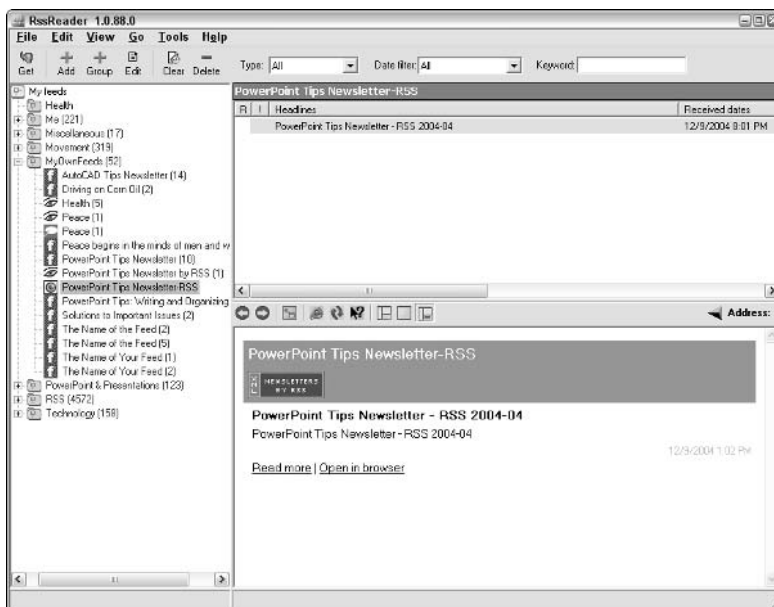 RssReader 1.0.88.0
File Edit View Go Tools Help
Get Add Group Edit Clear Delete Type: All Date filter: All Keyword:
My feeds
Health
Me (221)
Miscellaneous (17)
Movement (319)
MyOwnFeeds (52)
AutoCAD Tips Newsletter (14)
Driving on Corn Oil (2)
Health (5)
Peace (1)
Peace (1)
Peace begins in the minds of men and w
PowerPoint Tips Newsletter (10)
PowerPoint Tips Newsletter by RSS (1)
PowerPoint Tips Newsletter-RSS
PowerPoint Tips: Writing and Organizing
Solutions to Important Issues (2)
The Name of the Feed (2)
The Name of the Feed (5)
The Name of Your Feed (1)
The Name of Your Feed (2)
PowerPoint & Presentations (123)
RSS (4572)
Technology (158)
PowerPoint Tips Newsletter-RSS
R ! Headlines Received dates
PowerPoint Tips Newsletter - RSS 2004-04 12/9/2004 8:01 PM
Address:
PowerPoint Tips Newsletter-RSS
XML NEWSLETTERS BY RSS
PowerPoint Tips Newsletter - RSS 2004-04
PowerPoint Tips Newsletter - RSS 2004-04
12/9/2004 1:02 PM
Read more | Open in browser